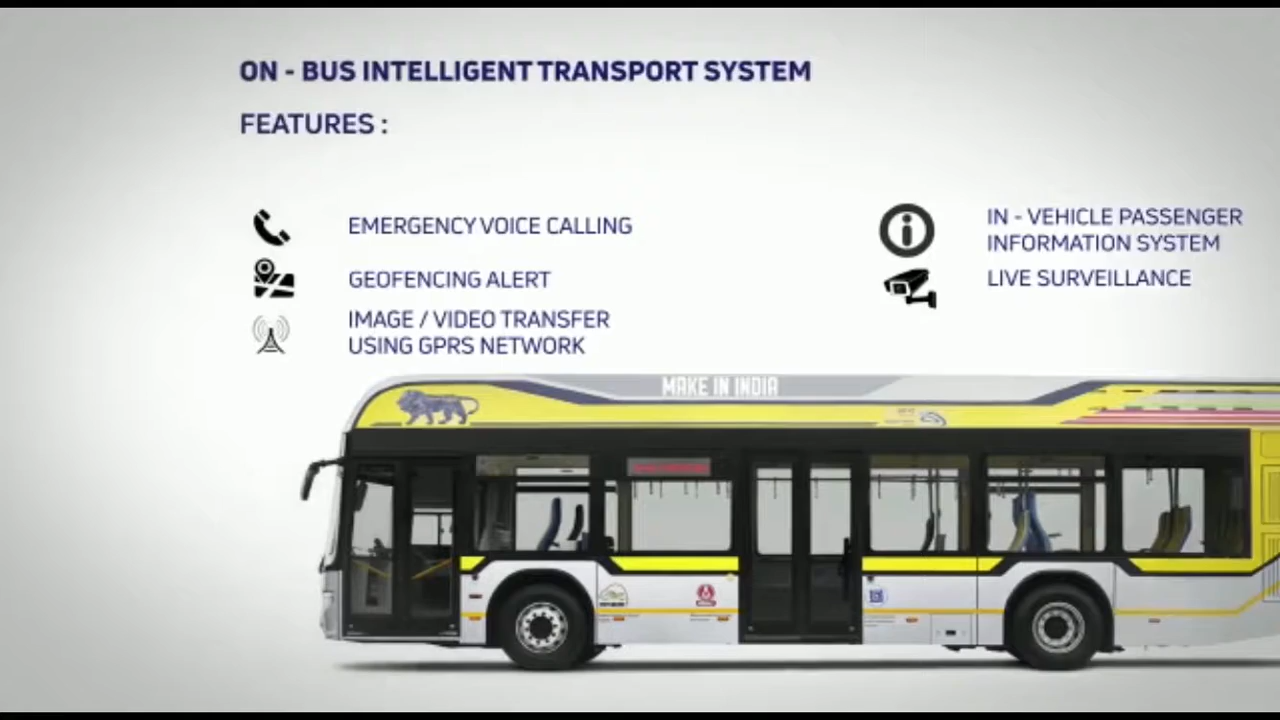 ON - BUS INTELLIGENT TRANSPORT SYSTEM
FEATURES :
EMERGENCY VOICE CALLING
GEOFENCING ALERT
IMAGE / VIDEO TRANSFER
USING GPRS NETWORK
IN - VEHICLE PASSENGER
INFORMATION SYSTEM
LIVE SURVEILLANCE
MAKE IN INDIA